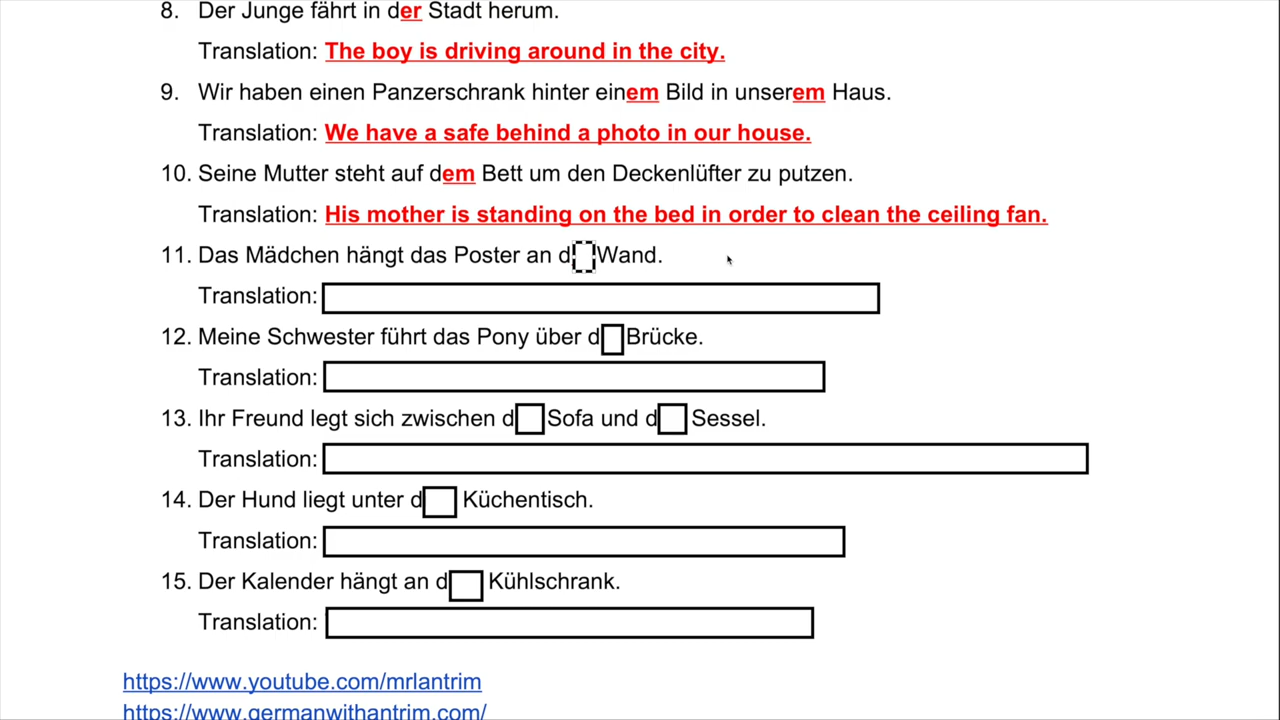 8. Der Junge fährt in der Stadt herum.
Translation: The boy is driving around in the city.
9. Wir haben einen Panzerschrank hinter einem Bild in unserem Haus.
Translation: We have a safe behind a photo in our house.
10. Seine Mutter steht auf dem Bett um den Deckenlüfter zu putzen.
Translation: His mother is standing on the bed in order to clean the ceiling fan.
11. Das Mädchen hängt das Poster an d Wand.
Translation:
12. Meine Schwester führt das Pony über d Brücke.
Translation:
13. Ihr Freund legt sich zwischen d Sofa und d Sessel.
Translation:
14. Der Hund liegt unter d Küchentisch.
Translation:
15. Der Kalender hängt an d Kühlschrank.
Translation:
https://www.youtube.com/mrlantrim
https://www.germanwithantrim.com/